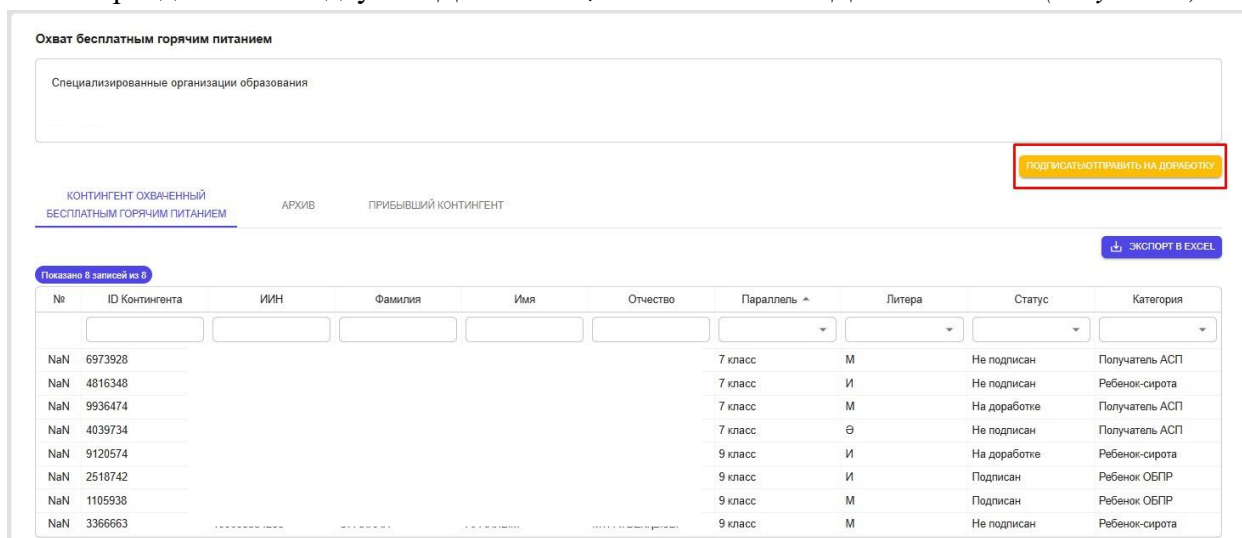 Охват бесплатным горячим питанием
Специализированные организации образования
ПОДПИСАТЬ/ОТПРАВИТЬ НА ДОРАБОТКУ
КОНТИНГЕНТ ОХВАЧЕННЫЙ
БЕСПЛАТНЫМ ГОРЯЧИМ ПИТАНИЕМ
АРХИВ
ПРИБЫВШИЙ КОНТИНГЕНТ
ЭКСПОРТ В EXCEL
Показано 8 записей из 8
№ ID Контингента ИИН Фамилия Имя Отчество Параллель Литера Статус Категория
NaN 6973928 7 класс М Не подписан Получатель АСП
NaN 4816348 7 класс И Не подписан Ребенок-сирота
NaN 9936474 7 класс М На доработке Получатель АСП
NaN 4039734 7 класс Ә Не подписан Получатель АСП
NaN 9120574 9 класс И На доработке Ребенок-сирота
NaN 2518742 9 класс И Подписан Ребенок ОБПР
NaN 1105938 9 класс М Подписан Ребенок ОБПР
NaN 3366663 9 класс М Не подписан Ребенок-сирота